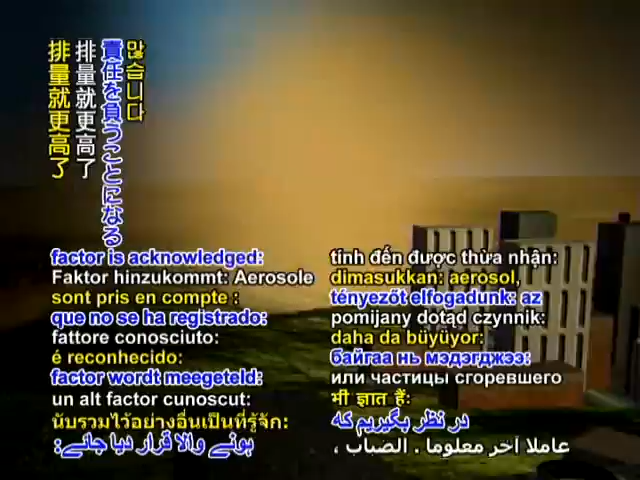 排量就更高了
排量就更高了
責任を負うことになる
많습니다
factor is acknowledged:
Faktor hinzukommt: Aerosole
sont pris en compte :
que no se ha registrado:
fattore conosciuto:
é reconhecido:
factor wordt meegeteld:
un alt factor cunoscut:
นับรวมไว้อย่างอื่นเป็นที่รู้จัก:
ہونے والا قرار دیا جائے:
tính đến được thừa nhận:
dimasukkan: aerosol,
tényezőt elfogadunk: az
pomijany dotąd czynnik:
daha da büyüyor:
байгаа нь мэдэгджээ:
или частицы сгоревшего
भी ज्ञात हैं:
در نظر بگیریم که
عاملا آخر معلوما . الضباب ،